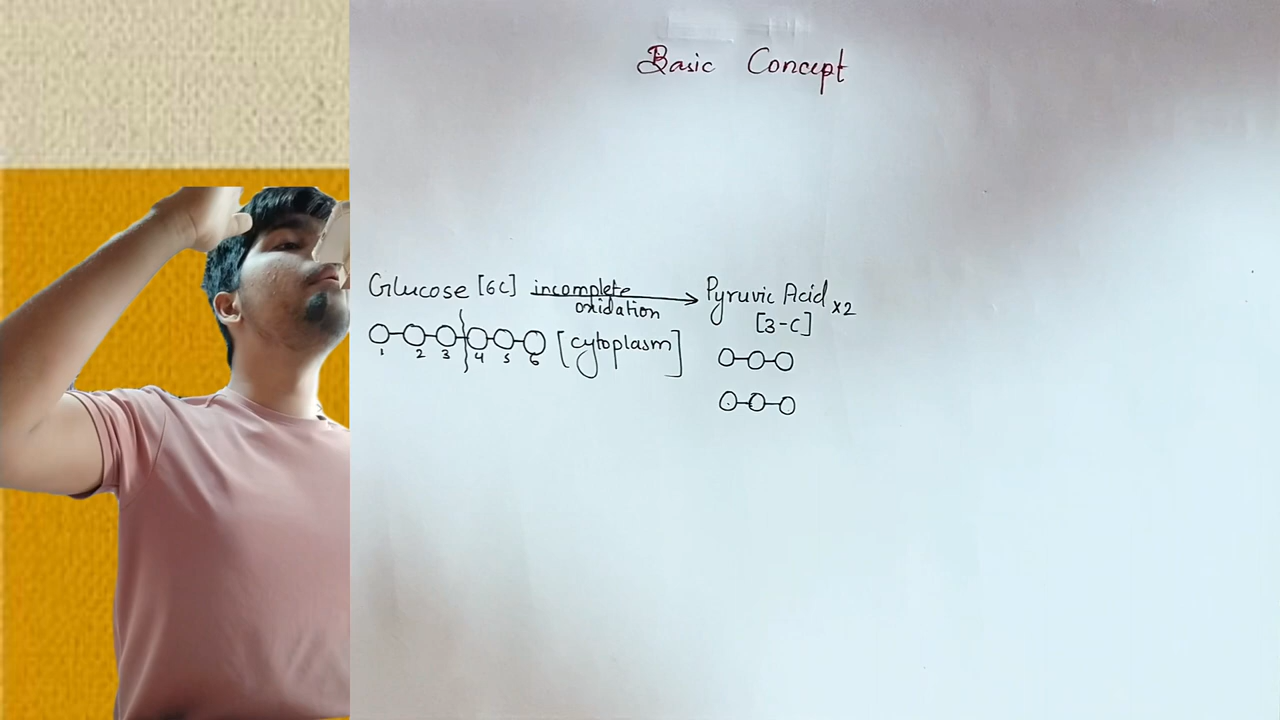 Basic Concept
Glucose [6C] incomplete oxidation → Pyruvic Acid x2
[3-C]
1 2 3 4 5 6 [cytoplasm]